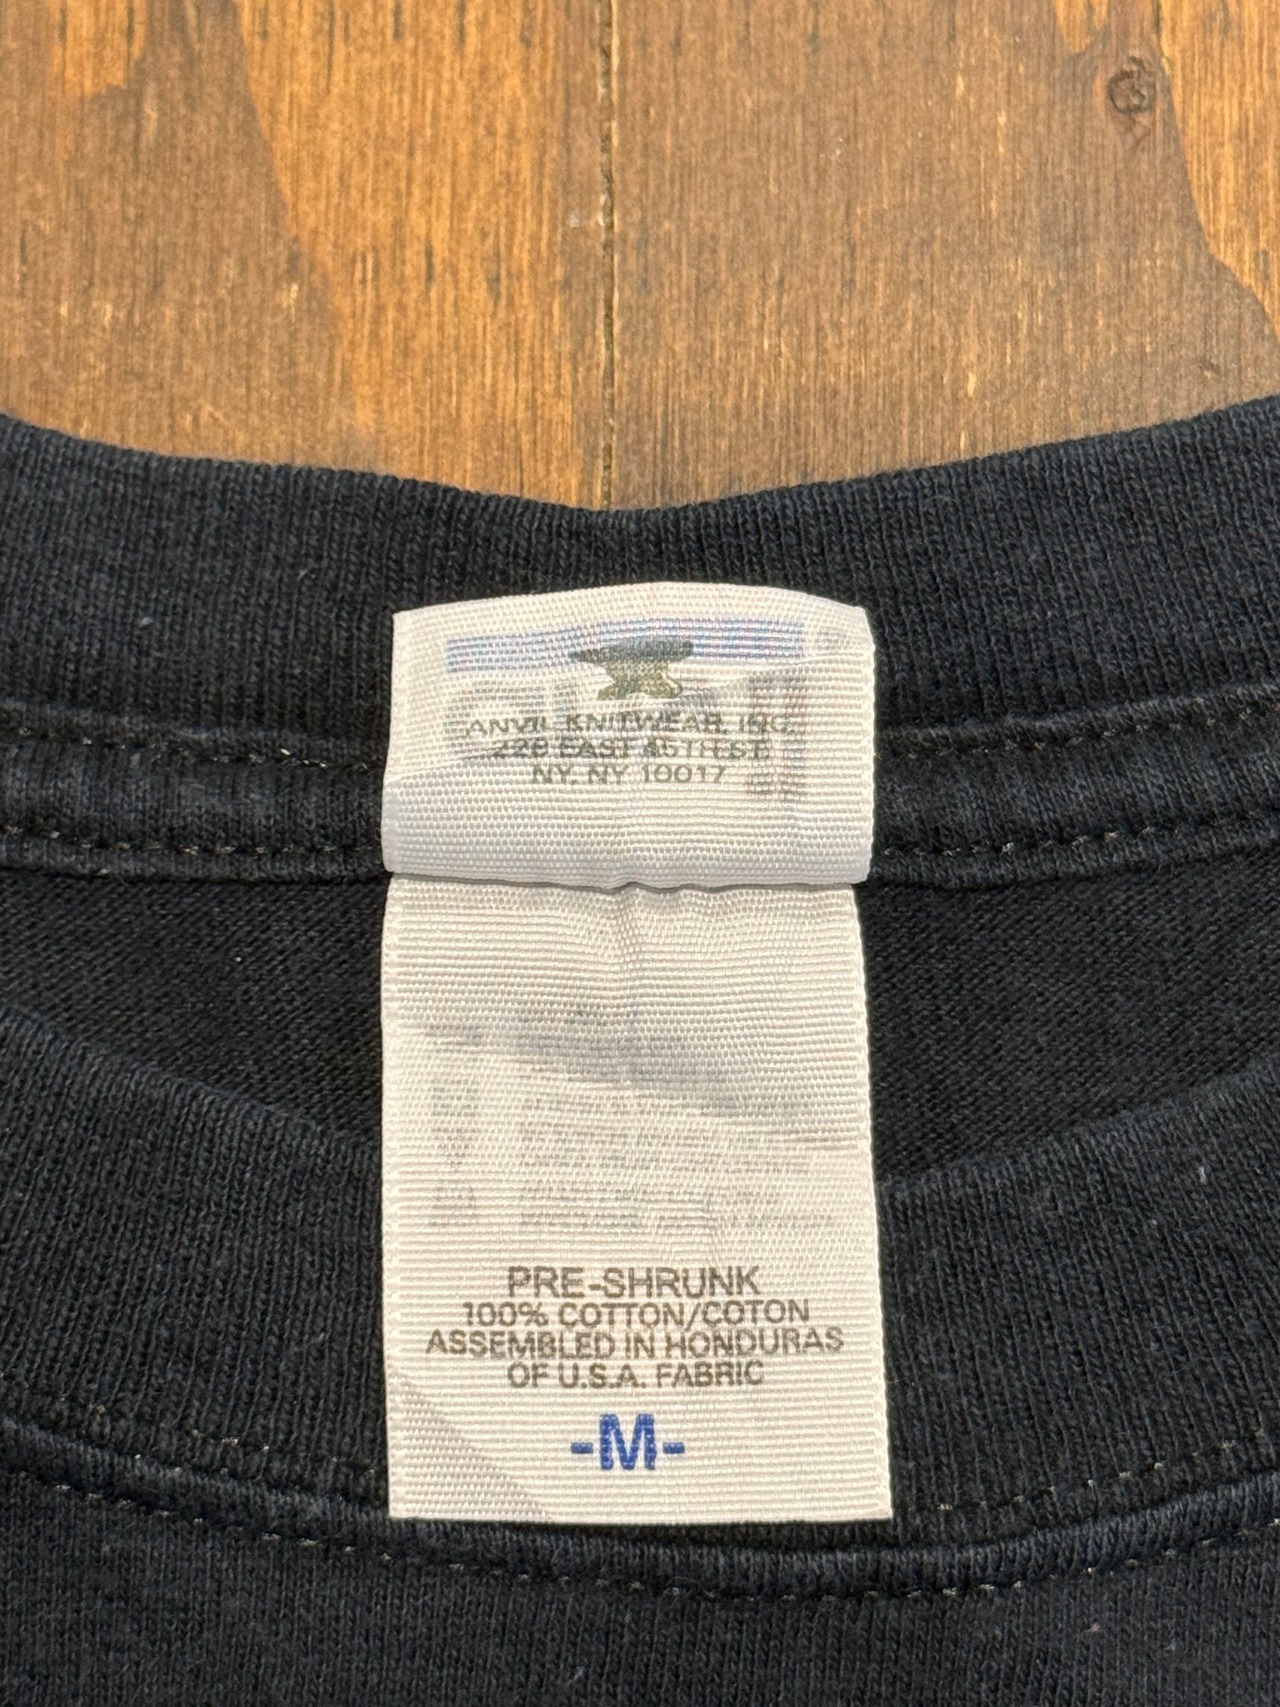 ANVIL KNITWEAR, INC.
228 EAST 45TH ST.
NY. NY 10017
PRE-SHRUNK
100% COTTON/COTON
ASSEMBLED IN HONDURAS
OF U.S.A. FABRIC
-M-